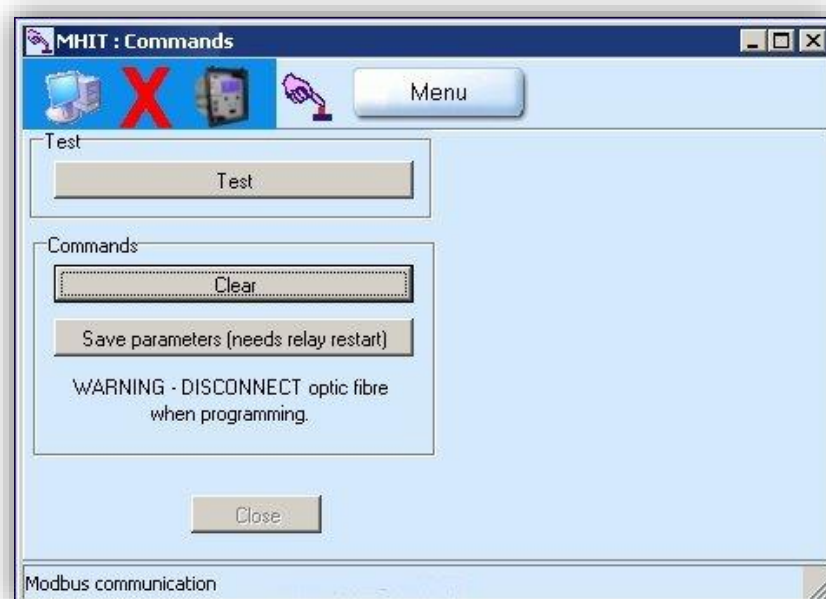 MHIT : Commands
Menu
Test
Test
Commands
Clear
Save parameters (needs relay restart)
WARNING - DISCONNECT optic fibre
when programming.
Close
Modbus communication